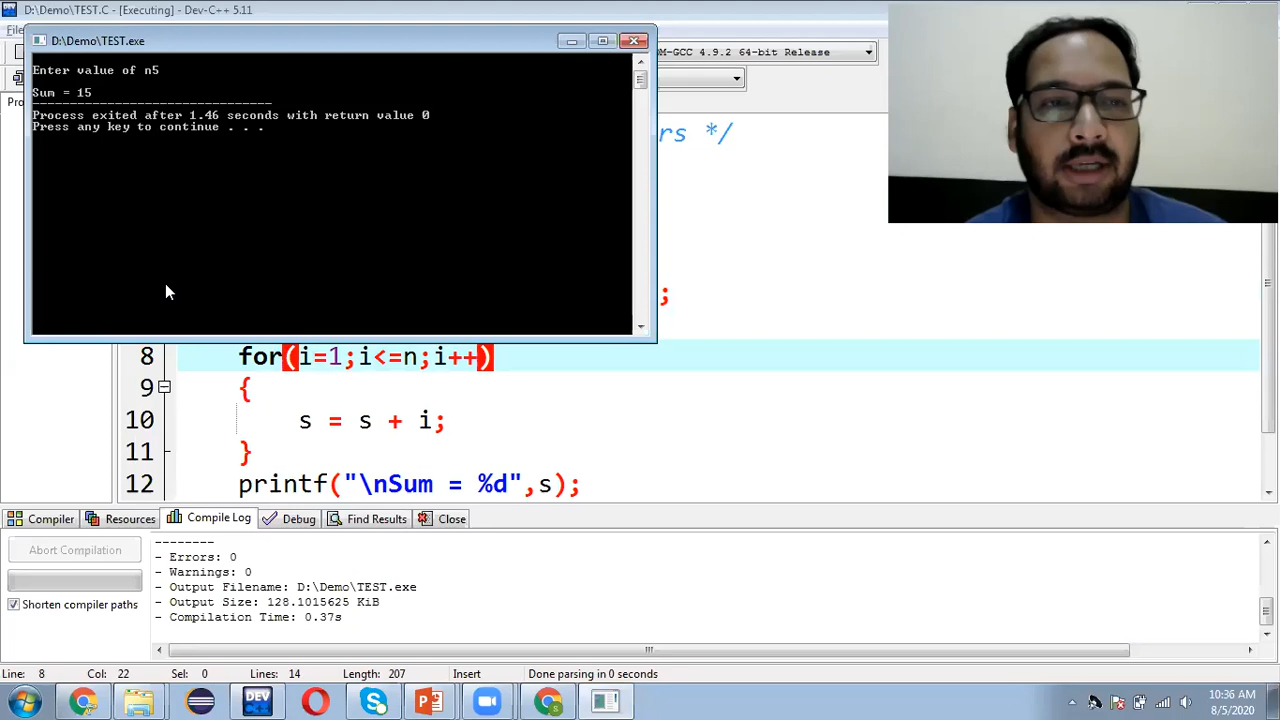 D:\Demo\TEST.C - [Executing] - Dev-C++ 5.11
D:\Demo\TEST.exe
Enter value of n5
Sum = 15
--------------------------------
Process exited after 1.46 seconds with return value 0
Press any key to continue . . .
64-bit Release
rs */
;
8 for(i=1;i<=n;i++)
9 {
10 s = s + i;
11 }
12 printf("\nSum = %d",s);
Compiler Resources Compile Log Debug Find Results Close
Abort Compilation
Shorten compiler paths
--------
- Errors: 0
- Warnings: 0
- Output Filename: D:\Demo\TEST.exe
- Output Size: 128.1015625 KiB
- Compilation Time: 0.37s
Line: 8 Col: 22 Sel: 0 Lines: 14 Length: 207 Insert Done parsing in 0 seconds
DEV C++
10:36 AM
8/5/2020